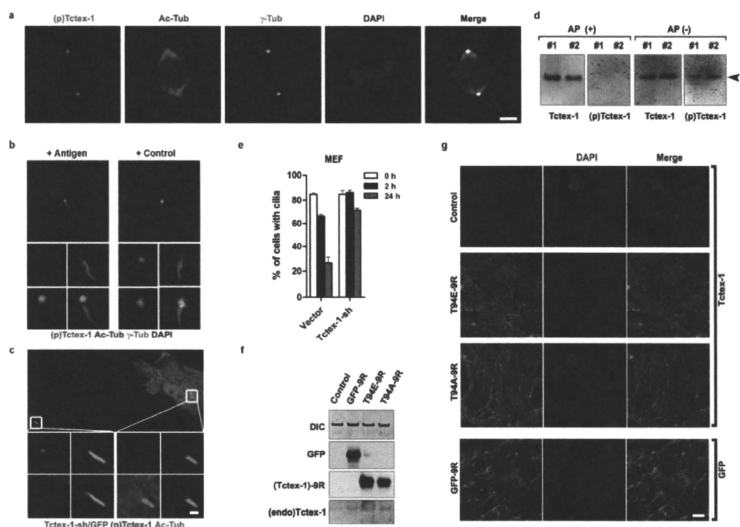 a
(p)Tctex-1 Ac-Tub γ-Tub DAPI Merge
b
+ Antigen + Control
(p)Tctex-1 Ac-Tub γ-Tub DAPI
c
Tctex-1-sh/GFP (p)Tctex-1 Ac-Tub
d
AP (+) AP (-)
#1 #2 #1 #2 #1 #2 #1 #2
Tctex-1 (p)Tctex-1 Tctex-1 (p)Tctex-1
e
MEF
0 h
2 h
24 h
% of cells with cilia
100
80
60
40
20
0
Vector
Tctex-1-sh
f
Control
GFP-9R
T94E-9R
T94A-9R
DIC
GFP
(Tctex-1)-9R
(endo)Tctex-1
g
DAPI Merge
Control
T94E-9R
T94A-9R
GFP-9R
Tctex-1
GFP